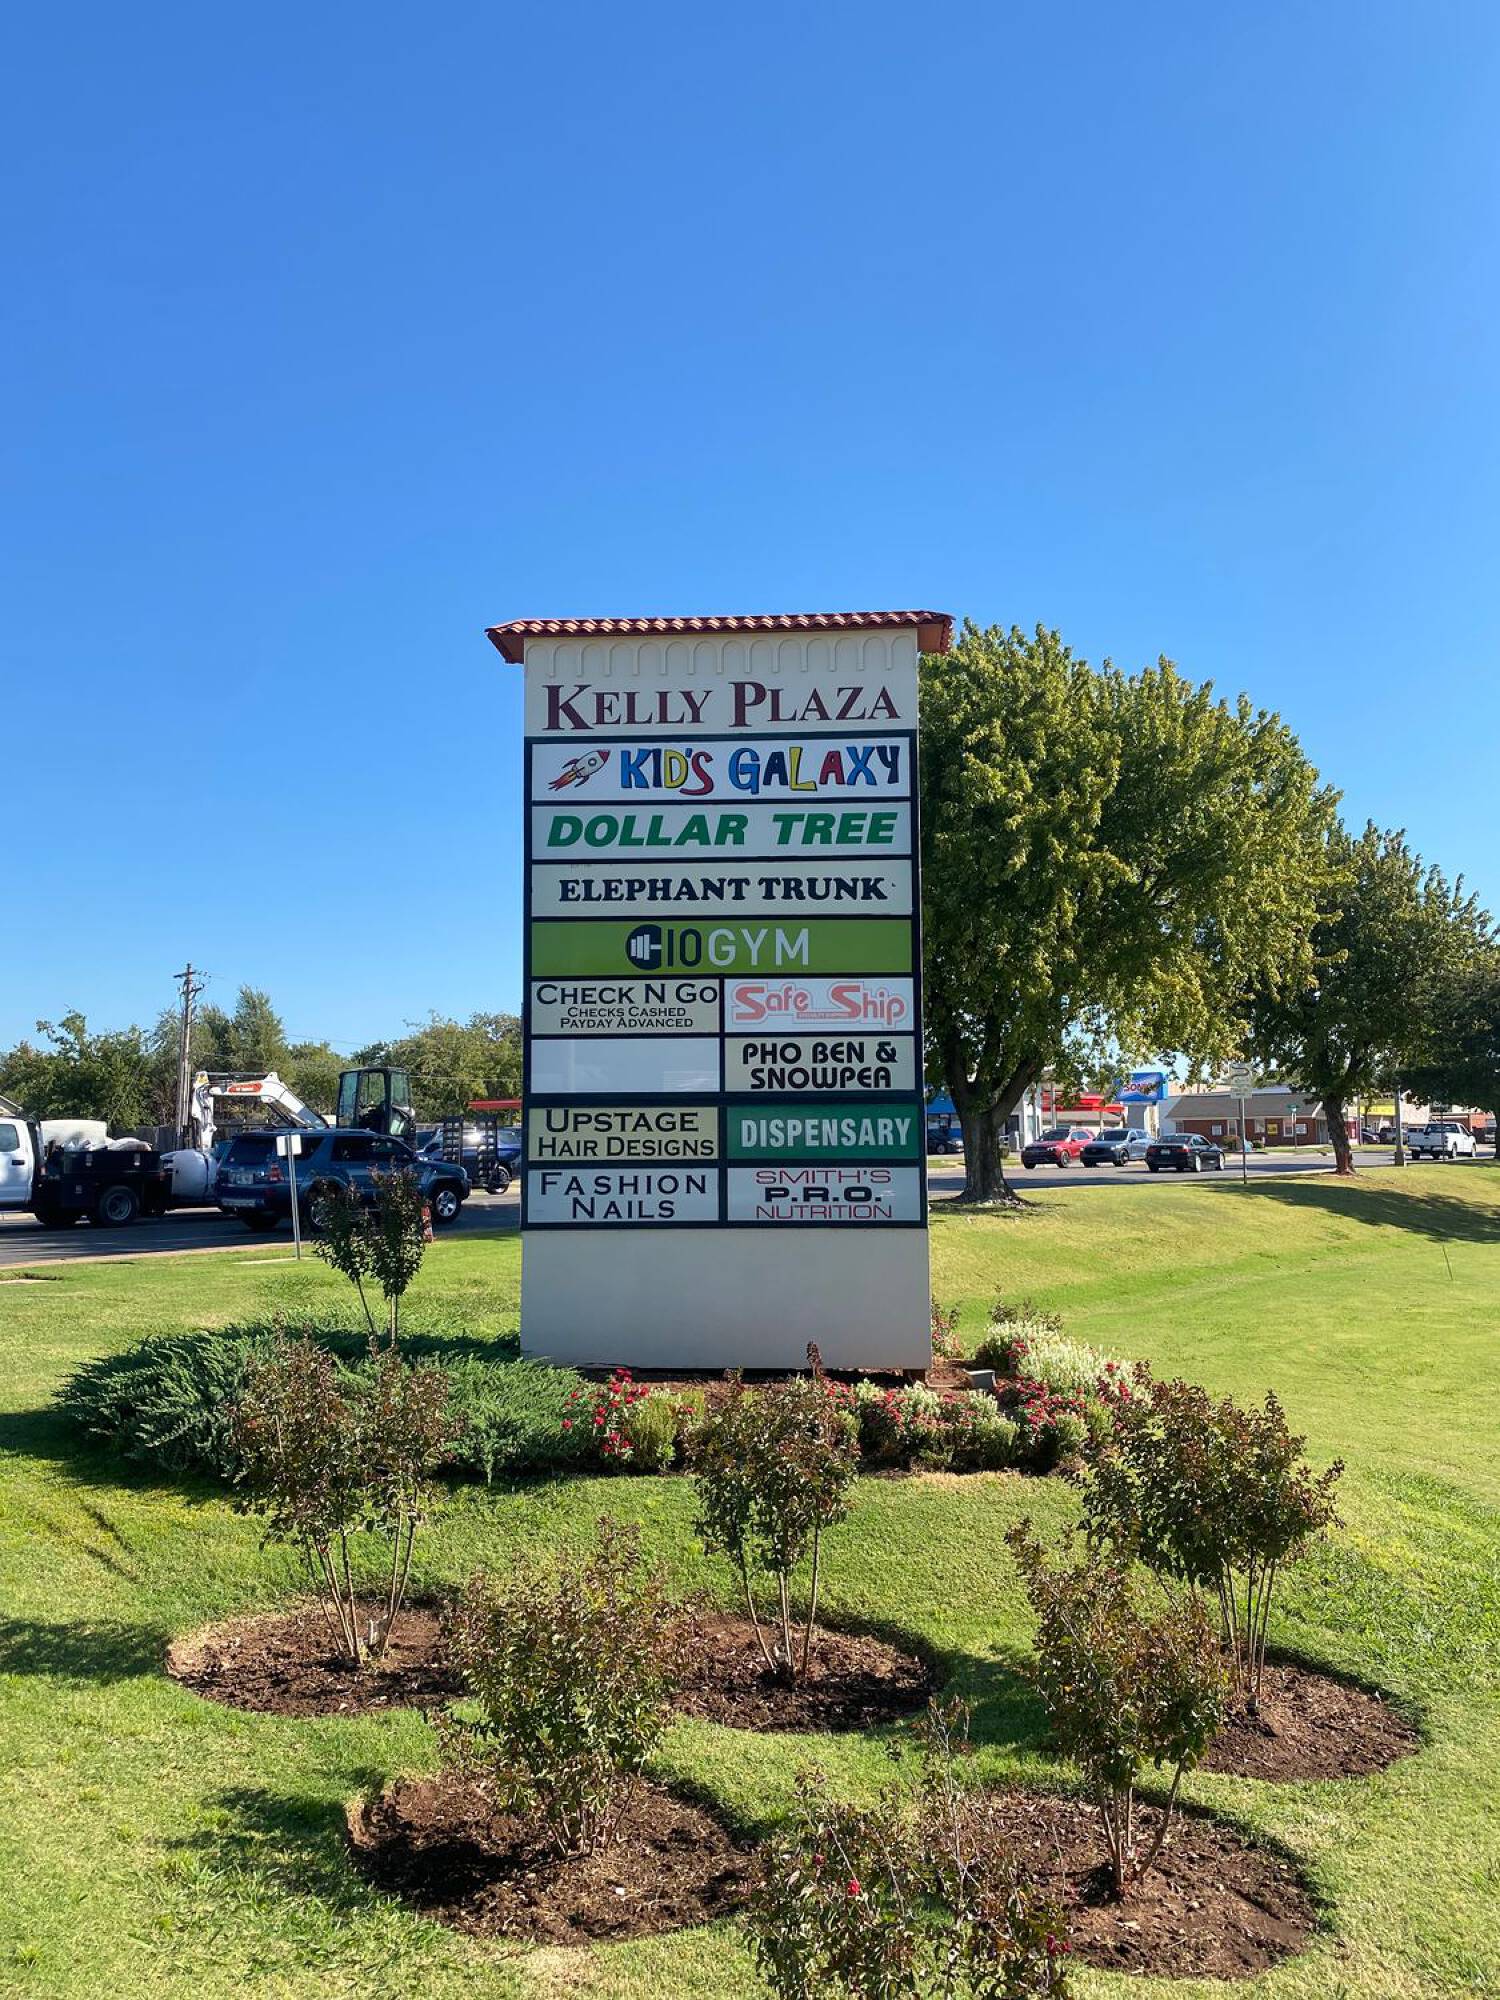 KELLY PLAZA
KID'S GALAXY
DOLLAR TREE
ELEPHANT TRUNK
G10GYM
CHECK N GO
CHECKS CASHED
PAYDAY ADVANCED
Safe Ship
PHO BEN &
SNOWPEA
UPSTAGE
HAIR DESIGNS
DISPENSARY
FASHION
NAILS
SMITH'S
P.R.O.
NUTRITION